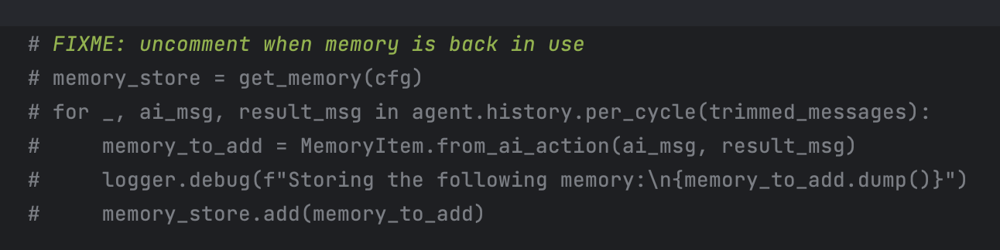 # FIXME: uncomment when memory is back in use
# memory_store = get_memory(cfg)
# for _, ai_msg, result_msg in agent.history.per_cycle(trimmed_messages):
#     memory_to_add = MemoryItem.from_ai_action(ai_msg, result_msg)
#     logger.debug(f"Storing the following memory:\n{memory_to_add.dump()}")
#     memory_store.add(memory_to_add)